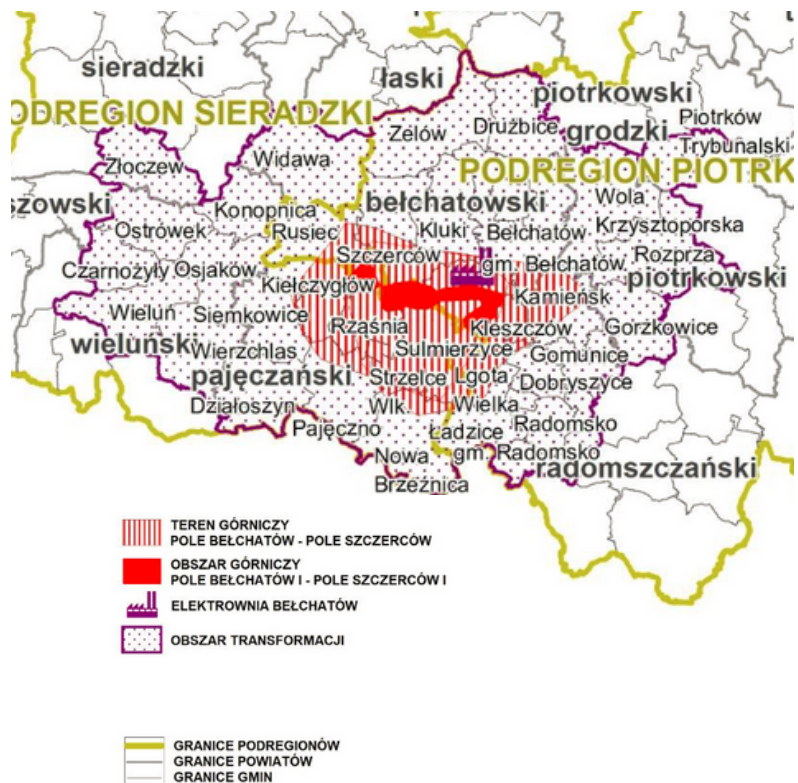 sieradzki
łaski
piotrkowski
ODREGION SIERADZKI
grodzki
Piotrków
Trybunalski
Zelów
Drużbice
Złoczew
Widawa
PODREGION PIOTRK
szowski
bełchatowski
Wola
Krzysztoporska
Konopnica
Ostrówek
Rusiec
Kluki
Bełchatów
Szczerców
gm. Bełchatów
Rozprza
piotrkowski
Czarnożyły
Osjaków
Kiełczygłów
Kamieńsk
Wieluń
Siemkowice
Rząśnia
Kleszczów
Gorzkowice
wieluński
Wierzchlas
Sulmierzyce
Gomunice
pajęczański
Strzelce
Wlk.
Lgota
Wielka
Dobryszyce
Działoszyn
Pajęczno
Ładzice
Radomsko
gm. Radomsko
Nowa
Brzeźnica
radomszczański
TEREN GÓRNICZY
POLE BEŁCHATÓW - POLE SZCZERCÓW
OBSZAR GÓRNICZY
POLE BEŁCHATÓW I - POLE SZCZERCÓW I
ELEKTROWNIA BEŁCHATÓW
OBSZAR TRANSFORMACJI
GRANICE PODREGIONÓW
GRANICE POWIATÓW
GRANICE GMIN